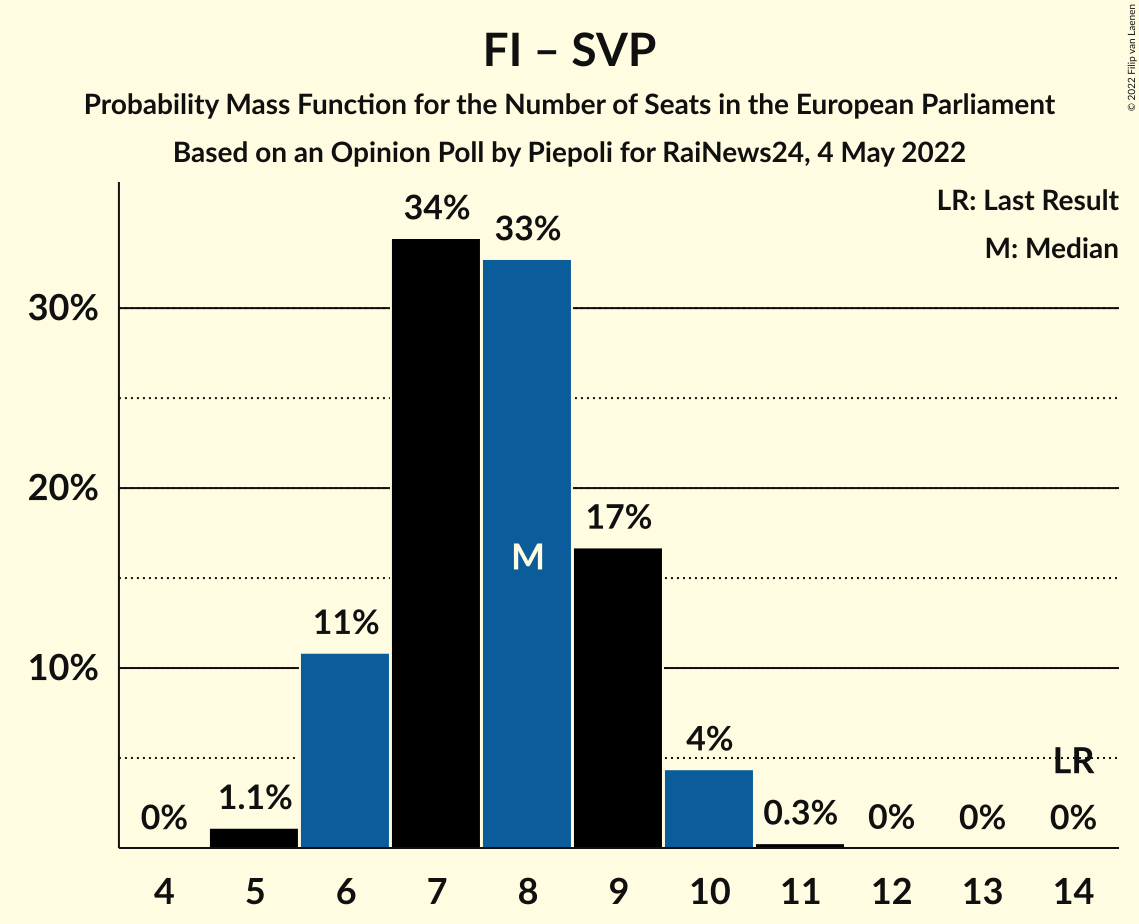 FI – SVP
Probability Mass Function for the Number of Seats in the European Parliament
Based on an Opinion Poll by Piepoli for RaiNews24, 4 May 2022
© 2022 Filip van Laenen
LR: Last Result
M: Median
34%
33%
30%
20%
17%
M
11%
10%
4%
LR
1.1%
0%
0.3%
0%
0%
0%
4 5 6 7 8 9 10 11 12 13 14